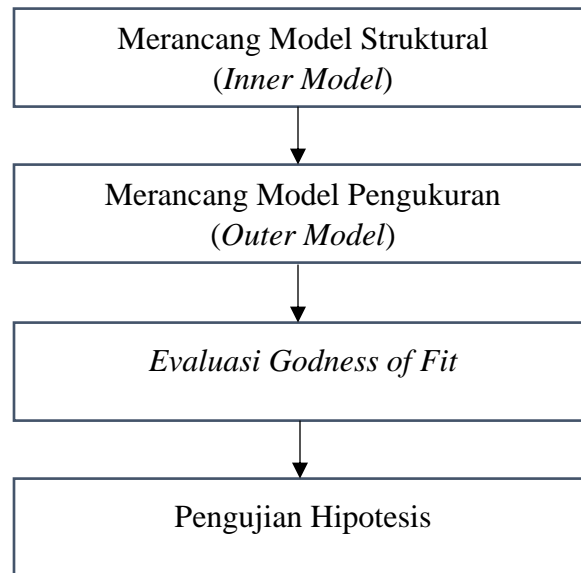 Merancang Model Struktural
(Inner Model)
Merancang Model Pengukuran
(Outer Model)
Evaluasi Godness of Fit
Pengujian Hipotesis